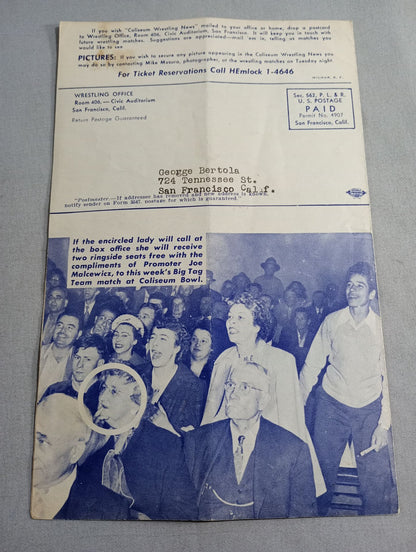 If you wish "Coliseum Wrestling News" mailed to your office or home, drop a postcard
to Wrestling Office, Room 406, Civic Auditorium, San Francisco. It will keep you in touch with
future wrestling matches. Suggestions are appreciated—mail 'em in, telling us matches you
would like to see
PICTURES: If you wish to secure any picture appearing in the Coliseum Wrestling News you
may do so by contacting Mike Mazura, photographer, at the wrestling matches every Tuesday night.
For Ticket Reservations Call HEmlock 1-4646
WRESTLING OFFICE
Room 406,— Civic Auditorium
San Francisco, Calif.
Return Postage Guaranteed
Sec. 562, P. L. & R.
U. S. POSTAGE
PAID
Permit No. 4907
San Francisco, Calif.
George Bertola
724 Tennessee St.
San Francisco Calif.
"Postmaster:—If addressee has removed and new address is known,
notify sender on Form 3547, postage for which is guaranteed."
If the encircled lady will call at
the box office she will receive
two ringside seats free with the
compliments of Promoter Joe
Malcewicz, to this week's Big Tag
Team match at Coliseum Bowl.